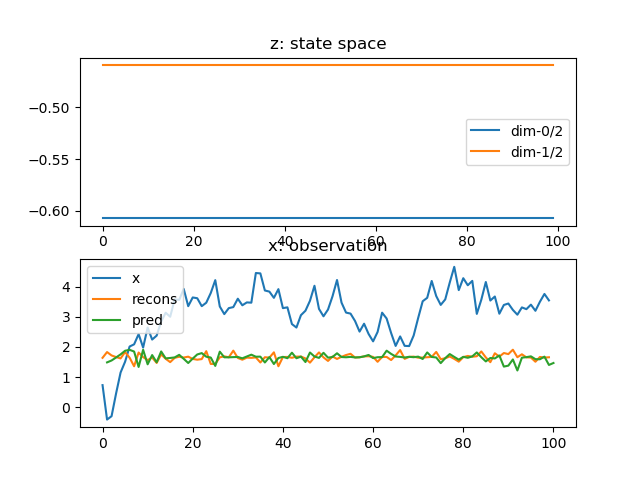 z: state space
−0.50
−0.55
−0.60
dim-0/2
dim-1/2
0 20 40 60 80 100
x: observation
4
3
2
1
0
x
recons
pred
0 20 40 60 80 100